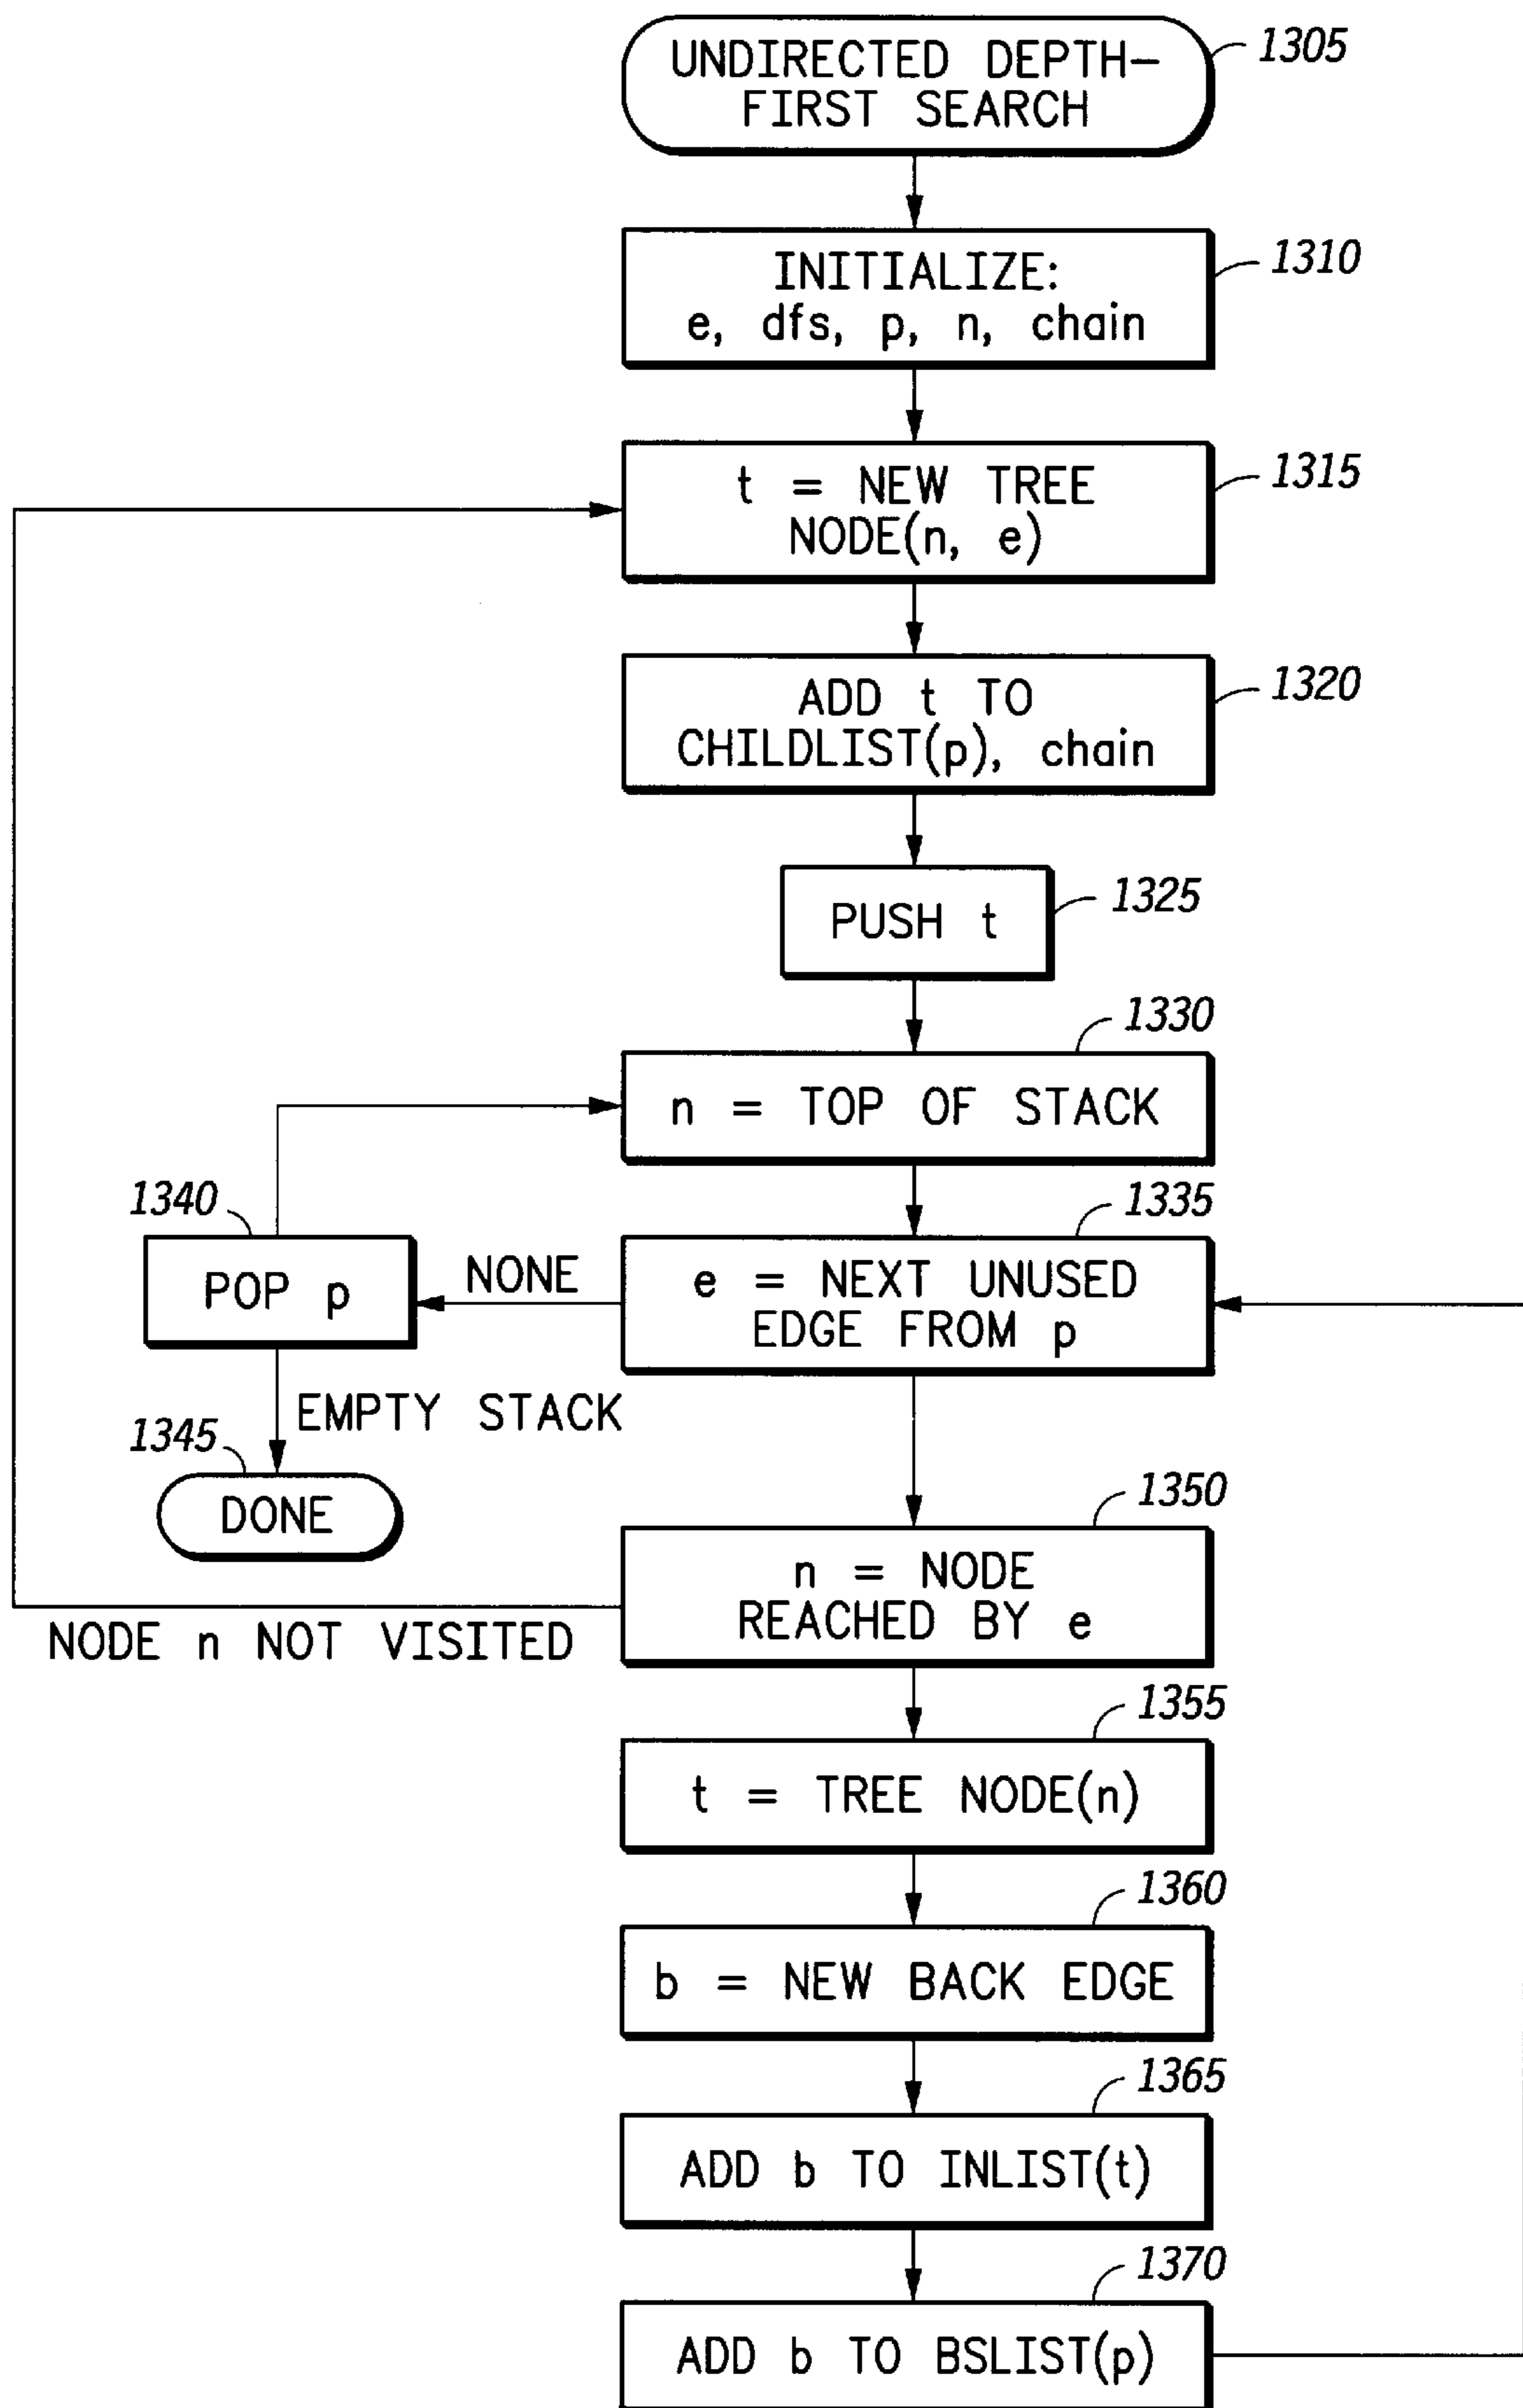 UNDIRECTED DEPTH-
FIRST SEARCH
1305
INITIALIZE:
e, dfs, p, n, chain
1310
t = NEW TREE
NODE(n, e)
1315
ADD t TO
CHILDLIST(p), chain
1320
PUSH t
1325
1330
n = TOP OF STACK
1335
e = NEXT UNUSED
EDGE FROM p
NONE
1340
POP p
EMPTY STACK
1345
DONE
1350
n = NODE
REACHED BY e
NODE n NOT VISITED
1355
t = TREE NODE(n)
1360
b = NEW BACK EDGE
1365
ADD b TO INLIST(t)
1370
ADD b TO BSLIST(p)